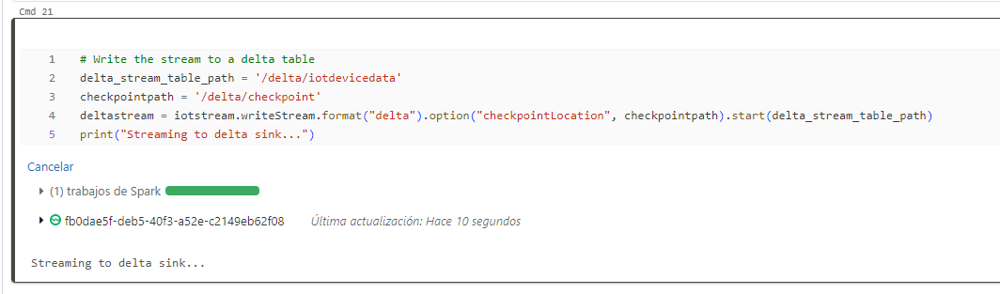 Cmd 21
1 # Write the stream to a delta table
2 delta_stream_table_path = '/delta/iotdevicedata'
3 checkpointpath = '/delta/checkpoint'
4 deltastream = iotstream.writeStream.format("delta").option("checkpointLocation", checkpointpath).start(delta_stream_table_path)
5 print("Streaming to delta sink...")
Cancelar
(1) trabajos de Spark
fb0dae5f-deb5-40f3-a52e-c2149eb62f08 Última actualización: Hace 10 segundos
Streaming to delta sink...